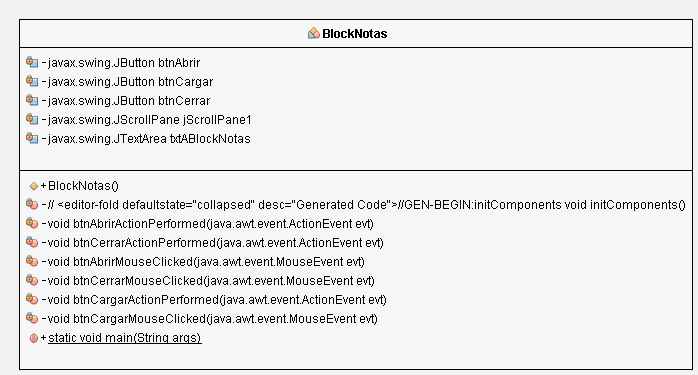 BlockNotas
-javax.swing.JButton btnAbrir
-javax.swing.JButton btnCargar
-javax.swing.JButton btnCerrar
-javax.swing.JScrollPane jScrollPane1
-javax.swing.JTextArea txtABlockNotas
+BlockNotas()
-// <editor-fold defaultstate="collapsed" desc="Generated Code">//GEN-BEGIN:initComponents void initComponents()
-void btnAbrirActionPerformed(java.awt.event.ActionEvent evt)
-void btnCerrarActionPerformed(java.awt.event.ActionEvent evt)
-void btnAbrirMouseClicked(java.awt.event.MouseEvent evt)
-void btnCerrarMouseClicked(java.awt.event.MouseEvent evt)
-void btnCargarActionPerformed(java.awt.event.ActionEvent evt)
-void btnCargarMouseClicked(java.awt.event.MouseEvent evt)
+static void main(String args)